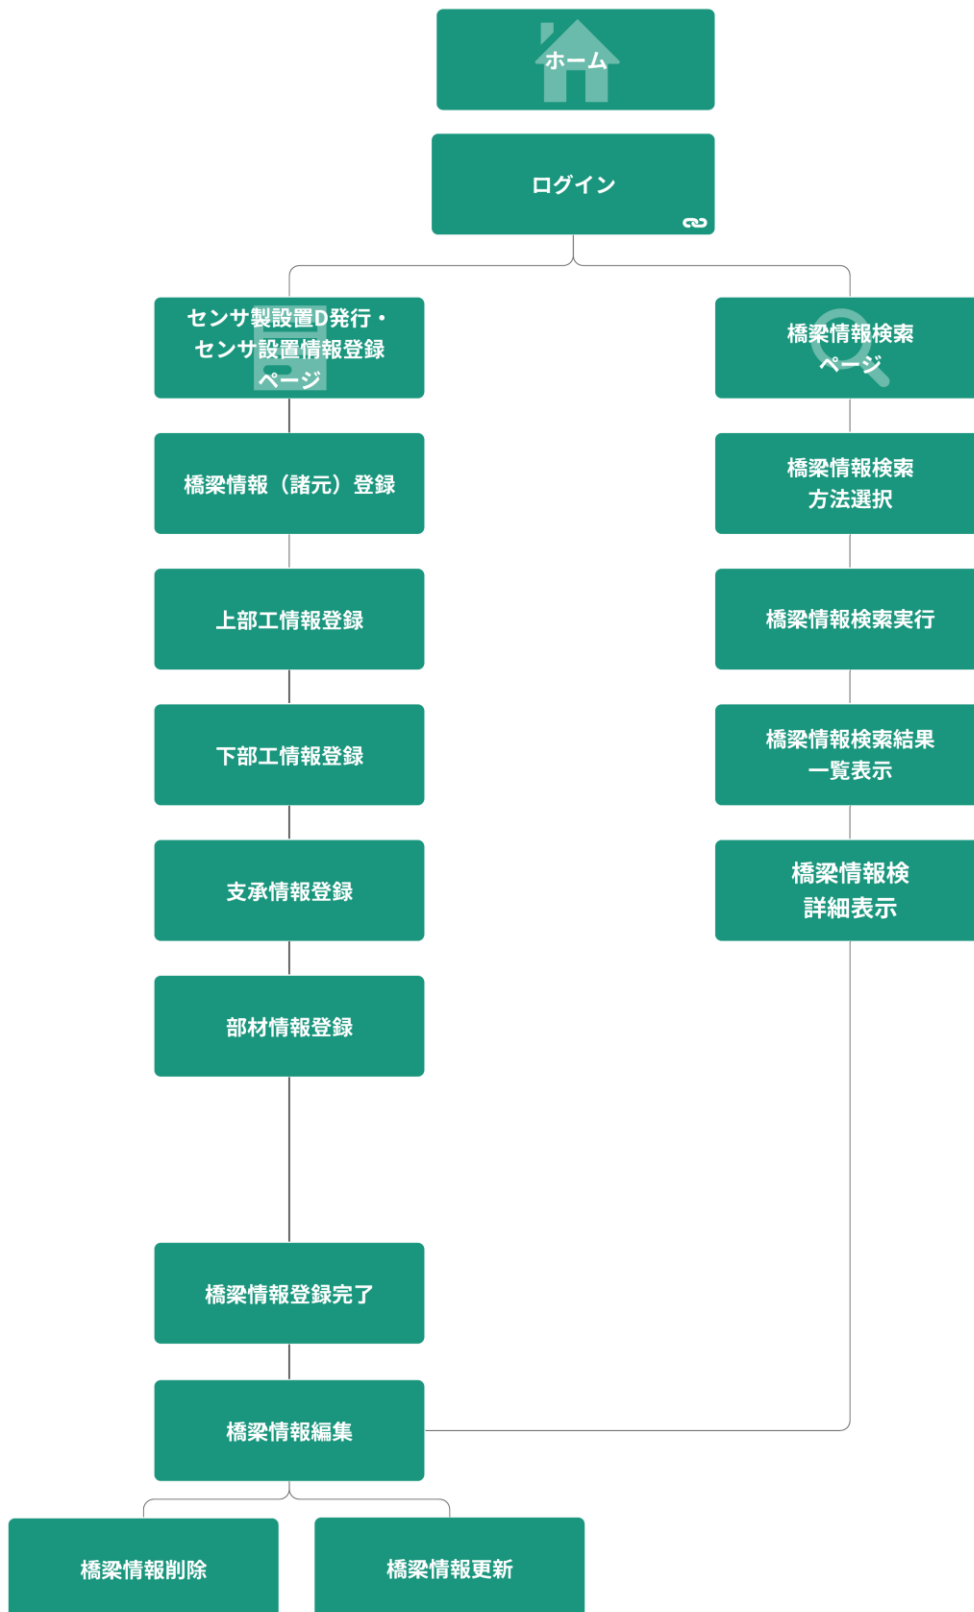 ホーム
ログイン
センサ製設置D発行・
センサ設置情報登録
ページ
橋梁情報（諸元）登録
上部工情報登録
下部工情報登録
支承情報登録
部材情報登録
橋梁情報登録完了
橋梁情報編集
橋梁情報削除
橋梁情報更新
橋梁情報検索
ページ
橋梁情報検索
方法選択
橋梁情報検索実行
橋梁情報検索結果
一覧表示
橋梁情報検
詳細表示